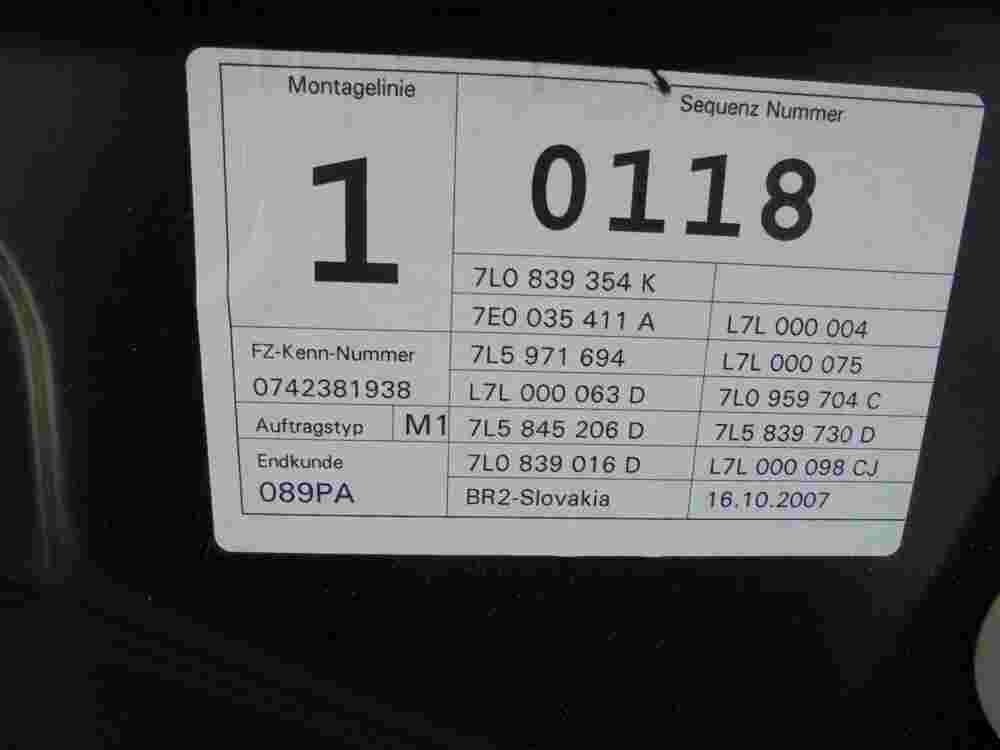 Montagelinie
1
Sequenz Nummer
0118
7L0 839 354 K
7E0 035 411 A L7L 000 004
FZ-Kenn-Nummer 7L5 971 694 L7L 000 075
0742381938 L7L 000 063 D 7L0 959 704 C
Auftragstyp M1 7L5 845 206 D 7L5 839 730 D
Endkunde 7L0 839 016 D L7L 000 098 CJ
089PA BR2-Slovakia 16.10.2007